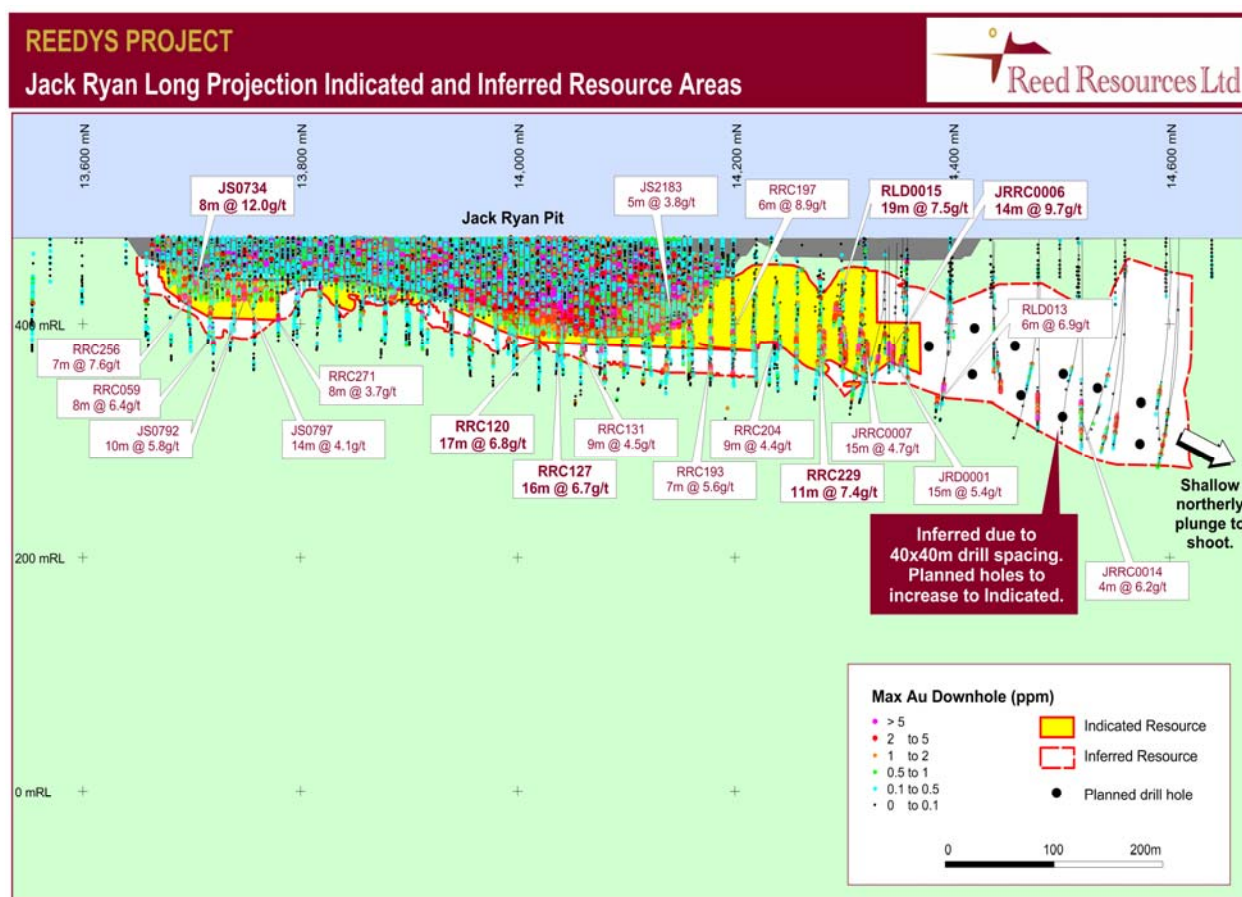 REEDYS PROJECT
Jack Ryan Long Projection Indicated and Inferred Resource Areas
Reed Resources Ltd
13,600 mN
13,800 mN
14,000 mN
14,200 mN
14,400 mN
14,600 mN
JS0734
8m @ 12.0g/t
Jack Ryan Pit
JS2183
5m @ 3.8g/t
RRC197
6m @ 8.9g/t
RLD0015
19m @ 7.5g/t
JRRC0006
14m @ 9.7g/t
400 mRL
RLD013
6m @ 6.9g/t
RRC256
7m @ 7.6g/t
RRC059
8m @ 6.4g/t
JS0792
10m @ 5.8g/t
RRC271
8m @ 3.7g/t
JS0797
14m @ 4.1g/t
RRC120
17m @ 6.8g/t
RRC127
16m @ 6.7g/t
RRC131
9m @ 4.5g/t
RRC193
7m @ 5.6g/t
RRC204
9m @ 4.4g/t
RRC229
11m @ 7.4g/t
JRRC0007
15m @ 4.7g/t
JRD0001
15m @ 5.4g/t
Shallow
northerly
plunge to
shoot.
Inferred due to
40x40m drill spacing.
Planned holes to
increase to Indicated.
JRRC0014
4m @ 6.2g/t
200 mRL
0 mRL
Max Au Downhole (ppm)
> 5
2 to 5
1 to 2
0.5 to 1
0.1 to 0.5
0 to 0.1
Indicated Resource
Inferred Resource
Planned drill hole
0 100 200m